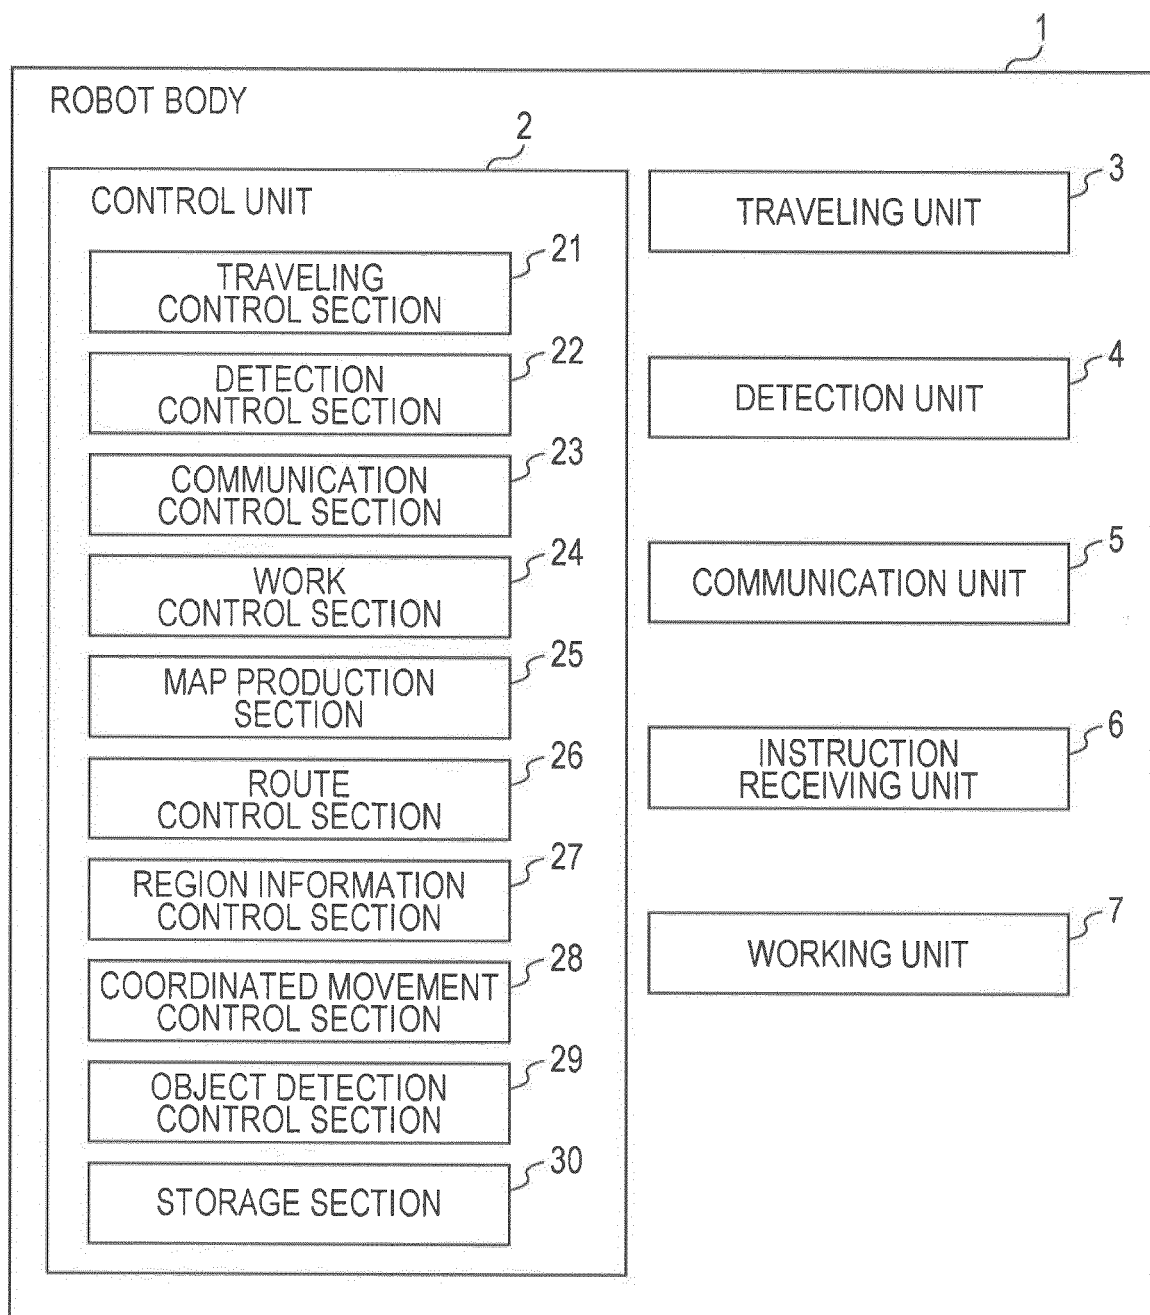 1
ROBOT BODY
2
CONTROL UNIT
21
TRAVELING
CONTROL SECTION
22
DETECTION
CONTROL SECTION
23
COMMUNICATION
CONTROL SECTION
24
WORK
CONTROL SECTION
25
MAP PRODUCTION
SECTION
26
ROUTE
CONTROL SECTION
27
REGION INFORMATION
CONTROL SECTION
28
COORDINATED MOVEMENT
CONTROL SECTION
29
OBJECT DETECTION
CONTROL SECTION
30
STORAGE SECTION
3
TRAVELING UNIT
4
DETECTION UNIT
5
COMMUNICATION UNIT
6
INSTRUCTION
RECEIVING UNIT
7
WORKING UNIT